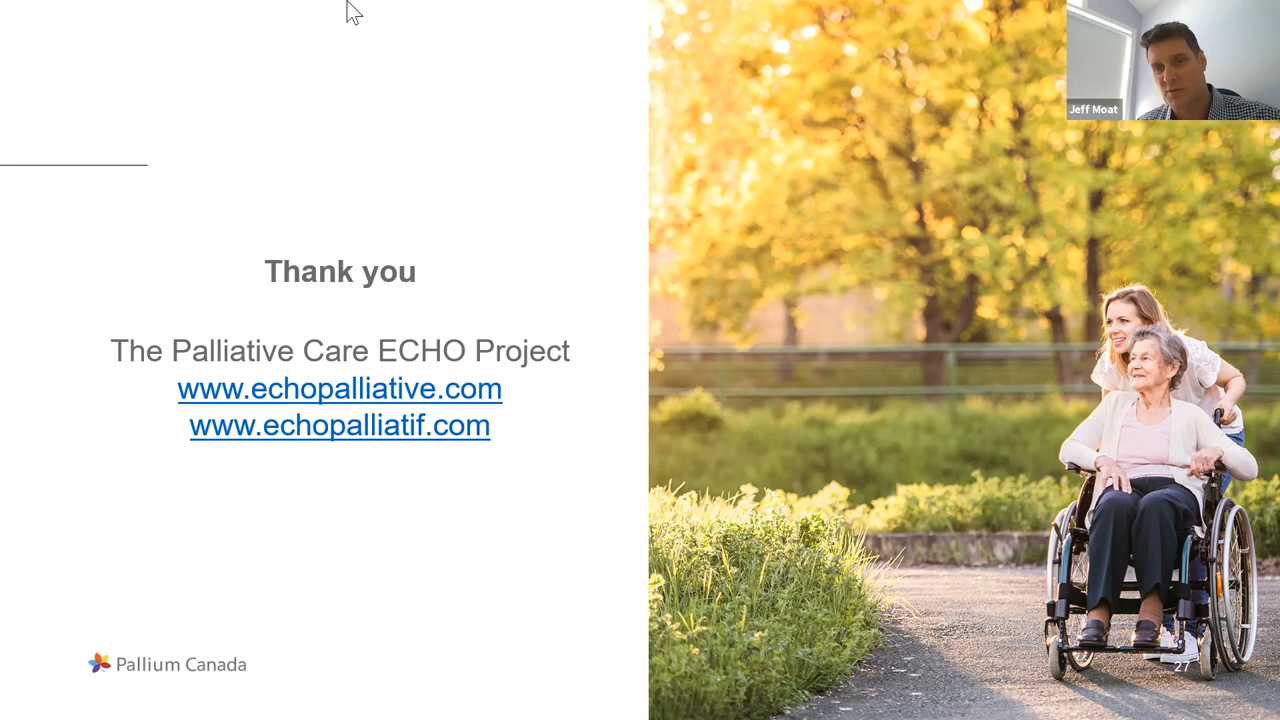 Jeff Moat
Thank you
The Palliative Care ECHO Project
www.echopalliative.com
www.echopalliatif.com
Pallium Canada
27